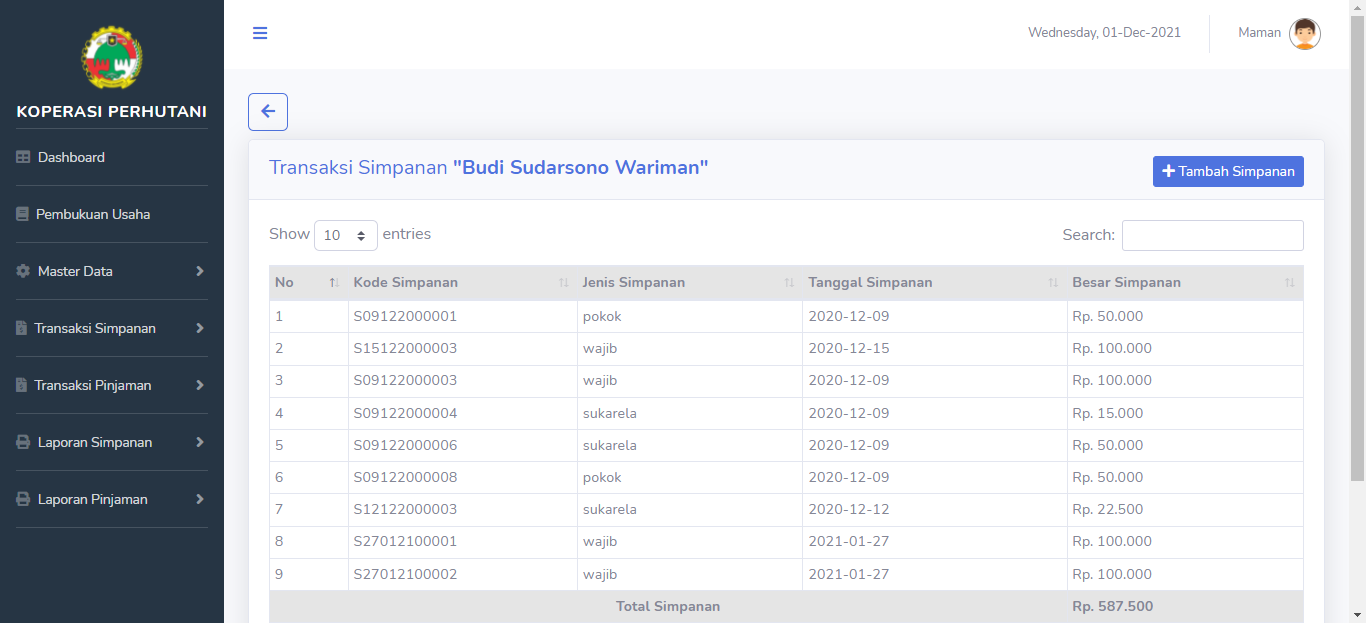 KOPERASI PERHUTANI
Dashboard
Pembukuan Usaha
Master Data
Transaksi Simpanan
Transaksi Pinjaman
Laporan Simpanan
Laporan Pinjaman
Wednesday, 01-Dec-2021 Maman
Transaksi Simpanan "Budi Sudarsono Wariman"
Tambah Simpanan
Show 10 entries Search:
No Kode Simpanan Jenis Simpanan Tanggal Simpanan Besar Simpanan
1 S09122000001 pokok 2020-12-09 Rp. 50.000
2 S15122000003 wajib 2020-12-15 Rp. 100.000
3 S09122000003 wajib 2020-12-09 Rp. 100.000
4 S09122000004 sukarela 2020-12-09 Rp. 15.000
5 S09122000006 sukarela 2020-12-09 Rp. 50.000
6 S09122000008 pokok 2020-12-09 Rp. 50.000
7 S12122000003 sukarela 2020-12-12 Rp. 22.500
8 S27012100001 wajib 2021-01-27 Rp. 100.000
9 S27012100002 wajib 2021-01-27 Rp. 100.000
Total Simpanan Rp. 587.500